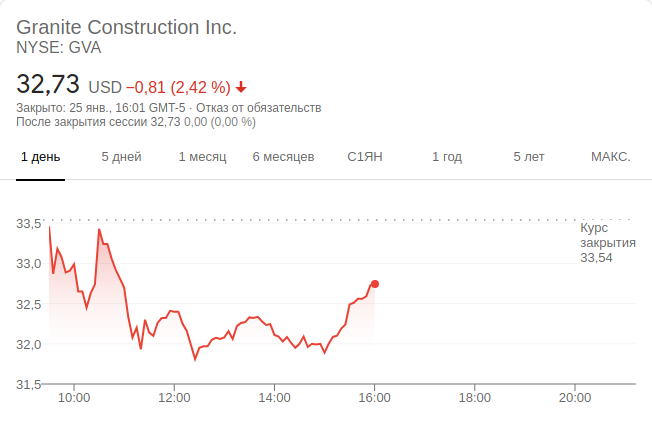 Granite Construction Inc.
NYSE: GVA
32,73 USD −0,81 (2,42 %)
Закрыто: 25 янв., 16:01 GMT-5 · Отказ от обязательств
После закрытия сессии 32,73 0,00 (0,00 %)
1 день 5 дней 1 месяц 6 месяцев С1ЯН 1 год 5 лет МАКС.
33,5
Курс
закрытия
33,54
33,0
32,5
32,0
31,5
10:00 12:00 14:00 16:00 18:00 20:00